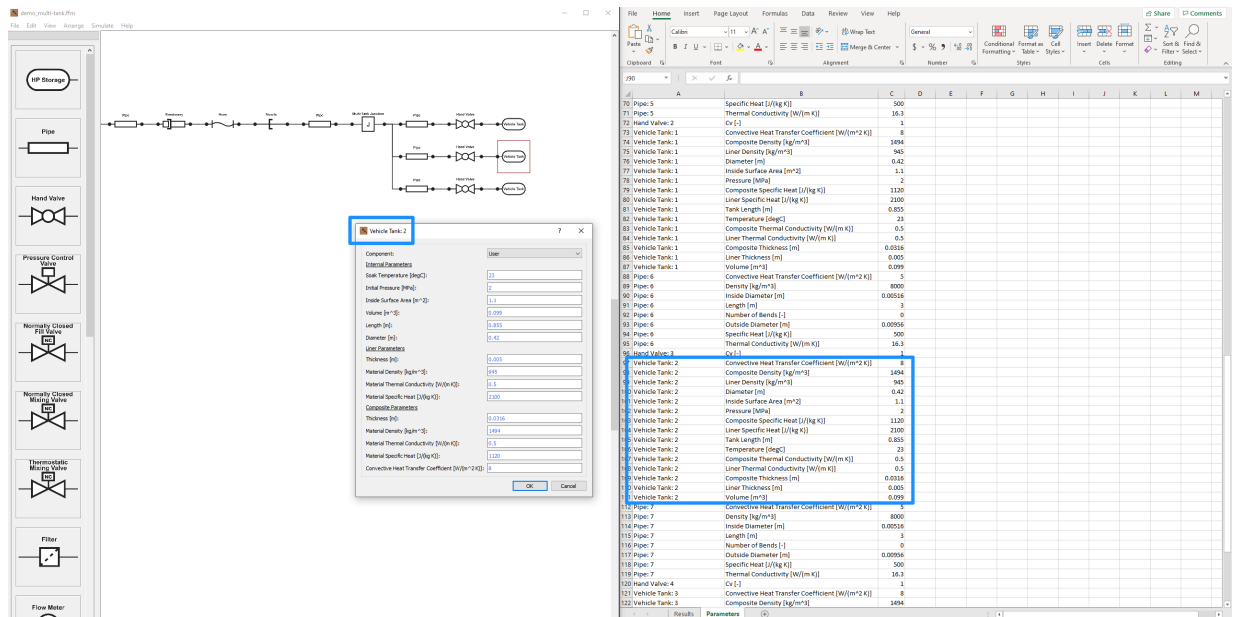 demo_multi-tank.ffm
File Edit View Arrange Simulate Help
HP Storage
Pipe
Hand Valve
Pressure Control
Valve
Normally Closed
Fill Valve
NC
Normally Closed
Mixing Valve
NC
Thermostatic
Mixing Valve
NC
Filter
Flow Meter
Pipe Breakaway Hose Nozzle Pipe Multi-Tank Junction Pipe Hand Valve
J
Vehicle Tank
Pipe Hand Valve
Vehicle Tank
Pipe Hand Valve
Vehicle Tank
Vehicle Tank: 2 ? ×
Component: User
Internal Parameters
Soak Temperature [degC]: 23
Initial Pressure [MPa]: 2
Inside Surface Area [m^2]: 1.1
Volume [m^3]: 0.099
Length [m]: 0.855
Diameter [m]: 0.42
Liner Parameters
Thickness [m]: 0.005
Material Density [kg/m^3]: 945
Material Thermal Conductivity [W/(m K)]: 0.5
Material Specific Heat [J/(kg K)]: 2100
Composite Parameters
Thickness [m]: 0.0316
Material Density [kg/m^3]: 1494
Material Thermal Conductivity [W/(m K)]: 0.5
Material Specific Heat [J/(kg K)]: 1120
Convective Heat Transfer Coefficient [W/(m^2 K)]: 8
OK Cancel
File Home Insert Page Layout Formulas Data Review View Help Share Comments
Paste
Calibri 11 A A
B I U
Wrap Text
Merge & Center
General
$ % 9
Conditional Formatting
Format as Table
Cell Styles
Insert Delete Format
Sort & Filter
Find & Select
Clipboard Font Alignment Number Styles Cells Editing
J90 fx
A B C D E F G H I J K L M
70 Pipe: 5 Specific Heat [J/(kg K)] 500
71 Pipe: 5 Thermal Conductivity [W/(m K)] 16.3
72 Hand Valve: 2 Cv [-] 1
73 Vehicle Tank: 1 Convective Heat Transfer Coefficient [W/(m^2 K)] 8
74 Vehicle Tank: 1 Composite Density [kg/m^3] 1494
75 Vehicle Tank: 1 Liner Density [kg/m^3] 945
76 Vehicle Tank: 1 Diameter [m] 0.42
77 Vehicle Tank: 1 Inside Surface Area [m^2] 1.1
78 Vehicle Tank: 1 Pressure [MPa] 2
79 Vehicle Tank: 1 Composite Specific Heat [J/(kg K)] 1120
80 Vehicle Tank: 1 Liner Specific Heat [J/(kg K)] 2100
81 Vehicle Tank: 1 Tank Length [m] 0.855
82 Vehicle Tank: 1 Temperature [degC] 23
83 Vehicle Tank: 1 Composite Thermal Conductivity [W/(m K)] 0.5
84 Vehicle Tank: 1 Liner Thermal Conductivity [W/(m K)] 0.5
85 Vehicle Tank: 1 Composite Thickness [m] 0.0316
86 Vehicle Tank: 1 Liner Thickness [m] 0.005
87 Vehicle Tank: 1 Volume [m^3] 0.099
88 Pipe: 6 Convective Heat Transfer Coefficient [W/(m^2 K)] 5
89 Pipe: 6 Density [kg/m^3] 8000
90 Pipe: 6 Inside Diameter [m] 0.00516
91 Pipe: 6 Length [m] 3
92 Pipe: 6 Number of Bends [-] 0
93 Pipe: 6 Outside Diameter [m] 0.00956
94 Pipe: 6 Specific Heat [J/(kg K)] 500
95 Pipe: 6 Thermal Conductivity [W/(m K)] 16.3
96 Hand Valve: 3 Cv [-] 1
97 Vehicle Tank: 2 Convective Heat Transfer Coefficient [W/(m^2 K)] 8
98 Vehicle Tank: 2 Composite Density [kg/m^3] 1494
99 Vehicle Tank: 2 Liner Density [kg/m^3] 945
Vehicle Tank: 2 Diameter [m] 0.42
Vehicle Tank: 2 Inside Surface Area [m^2] 1.1
Vehicle Tank: 2 Pressure [MPa] 2
Vehicle Tank: 2 Composite Specific Heat [J/(kg K)] 1120
Vehicle Tank: 2 Liner Specific Heat [J/(kg K)] 2100
Vehicle Tank: 2 Tank Length [m] 0.855
Vehicle Tank: 2 Temperature [degC] 23
Vehicle Tank: 2 Composite Thermal Conductivity [W/(m K)] 0.5
Vehicle Tank: 2 Liner Thermal Conductivity [W/(m K)] 0.5
Vehicle Tank: 2 Composite Thickness [m] 0.0316
Vehicle Tank: 2 Liner Thickness [m] 0.005
Vehicle Tank: 2 Volume [m^3] 0.099
112 Pipe: 7 Convective Heat Transfer Coefficient [W/(m^2 K)] 5
113 Pipe: 7 Density [kg/m^3] 8000
114 Pipe: 7 Inside Diameter [m] 0.00516
115 Pipe: 7 Length [m] 3
116 Pipe: 7 Number of Bends [-] 0
117 Pipe: 7 Outside Diameter [m] 0.00956
118 Pipe: 7 Specific Heat [J/(kg K)] 500
119 Pipe: 7 Thermal Conductivity [W/(m K)] 16.3
120 Hand Valve: 4 Cv [-] 1
121 Vehicle Tank: 3 Convective Heat Transfer Coefficient [W/(m^2 K)] 8
122 Vehicle Tank: 3 Composite Density [kg/m^3] 1494
Results Parameters